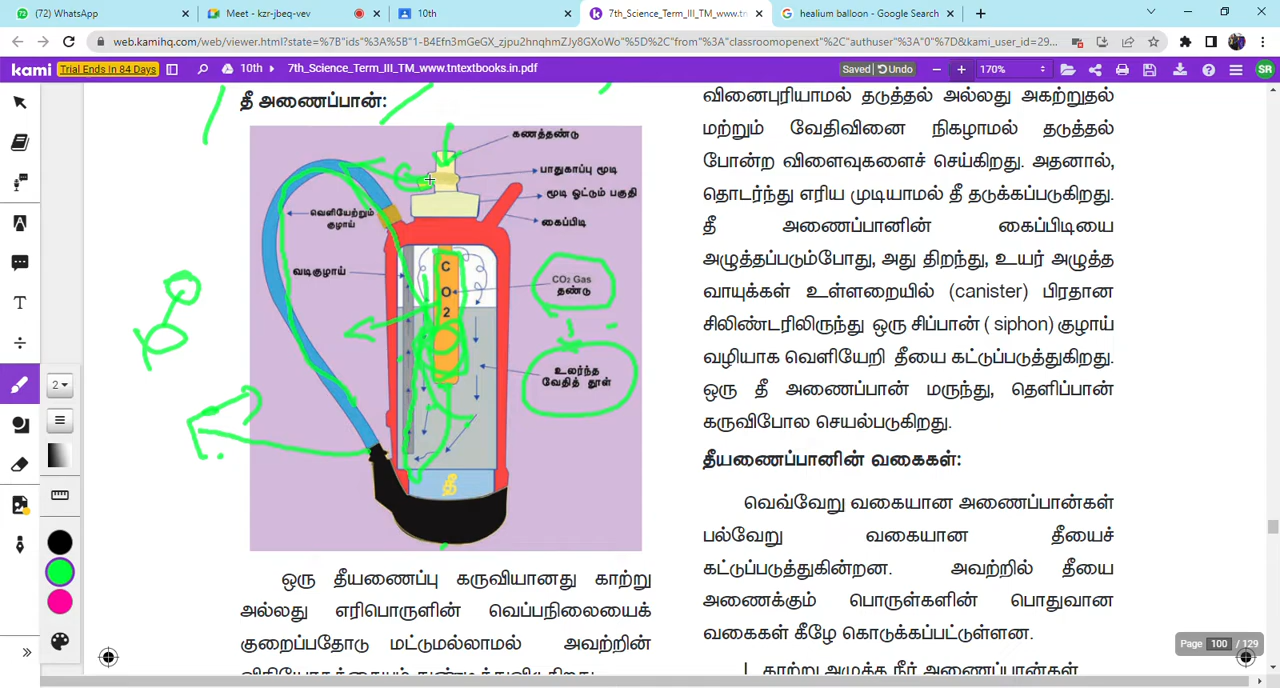 (72) WhatsApp
Meet - kzr-jbeq-vev
10th
7th_Science_Term_III_TM_www.tn
healium balloon - Google Search
web.kamihq.com/web/viewer.html?state=%7B"ids"%3A%5B"1-B4Efn3mGeGX_zjpu2hnqhmZJy8GXoWo"%5D%2C"from"%3A"classroomopennext"%2C"authuser"%3A"0"%7D&kami_user_id=29...
kami
Trial Ends In 84 Days
10th
7th_Science_Term_III_TM_www.tntextbooks.in.pdf
Saved
Undo
170%
SR
தீ அணைப்பான்:
கணத்தண்டு
பாதுகாப்பு மூடி
மூடி ஒட்டும் பகுதி
கைப்பிடி
வெளியேற்றும்
குழாய்
வடிகுழாய்
C
O
2
CO₂ Gas
தண்டு
உலர்ந்த
வேதித் தூள்
தீ
ஒரு தீயணைப்பு கருவியானது காற்று
அல்லது எரிபொருளின் வெப்பநிலையைக்
குறைப்பதோடு மட்டுமல்லாமல் அவற்றின்
வினைபுரியாமல் தடுத்தல் அல்லது அகற்றுதல்
மற்றும் வேதிவினை நிகழாமல் தடுத்தல்
போன்ற விளைவுகளைச் செய்கிறது. அதனால்,
தொடர்ந்து எரிய முடியாமல் தீ தடுக்கப்படுகிறது.
தீ அணைப்பானின் கைப்பிடியை
அழுத்தப்படும்போது, அது திறந்து, உயர் அழுத்த
வாயுக்கள் உள்ளறையில் (canister) பிரதான
சிலிண்டரிலிருந்து ஒரு சிப்பான் ( siphon) குழாய்
வழியாக வெளியேறி தீயை கட்டுப்படுத்துகிறது.
ஒரு தீ அணைப்பான் மருந்து, தெளிப்பான்
கருவிபோல செயல்படுகிறது.
தீயணைப்பானின் வகைகள்:
வெவ்வேறு வகையான அணைப்பான்கள்
பல்வேறு வகையான தீயைச்
கட்டுப்படுத்துகின்றன. அவற்றில் தீயை
அணைக்கும் பொருள்களின் பொதுவான
வகைகள் கீழே கொடுக்கப்பட்டுள்ளன.
1. காற்று அழுத்த நீர் அணைப்பான்கள்
Page 100 / 129
2